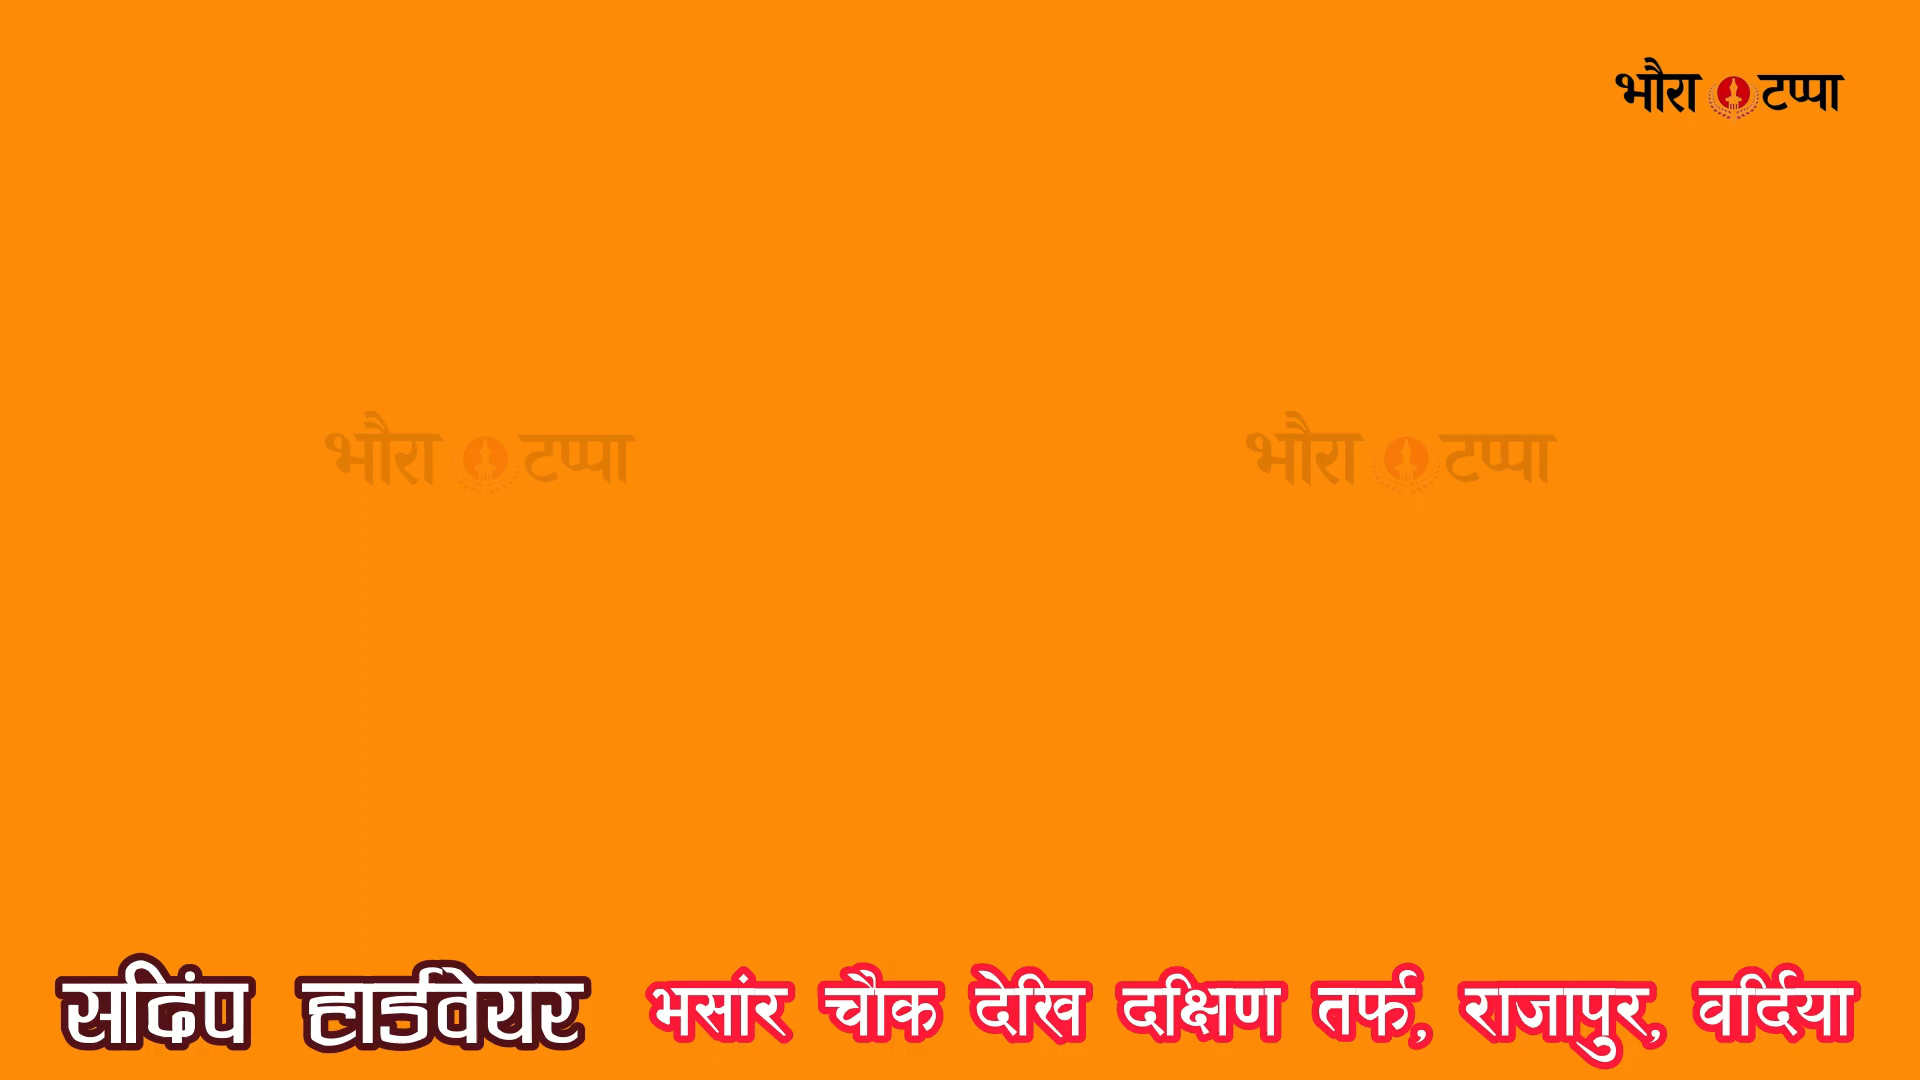 भौरा टप्पा
भौरा टप्पा भौरा टप्पा
सदिंप हार्डवेयर भसांर चौक देखि दक्षिण तर्फ, राजापुर, वर्दिया